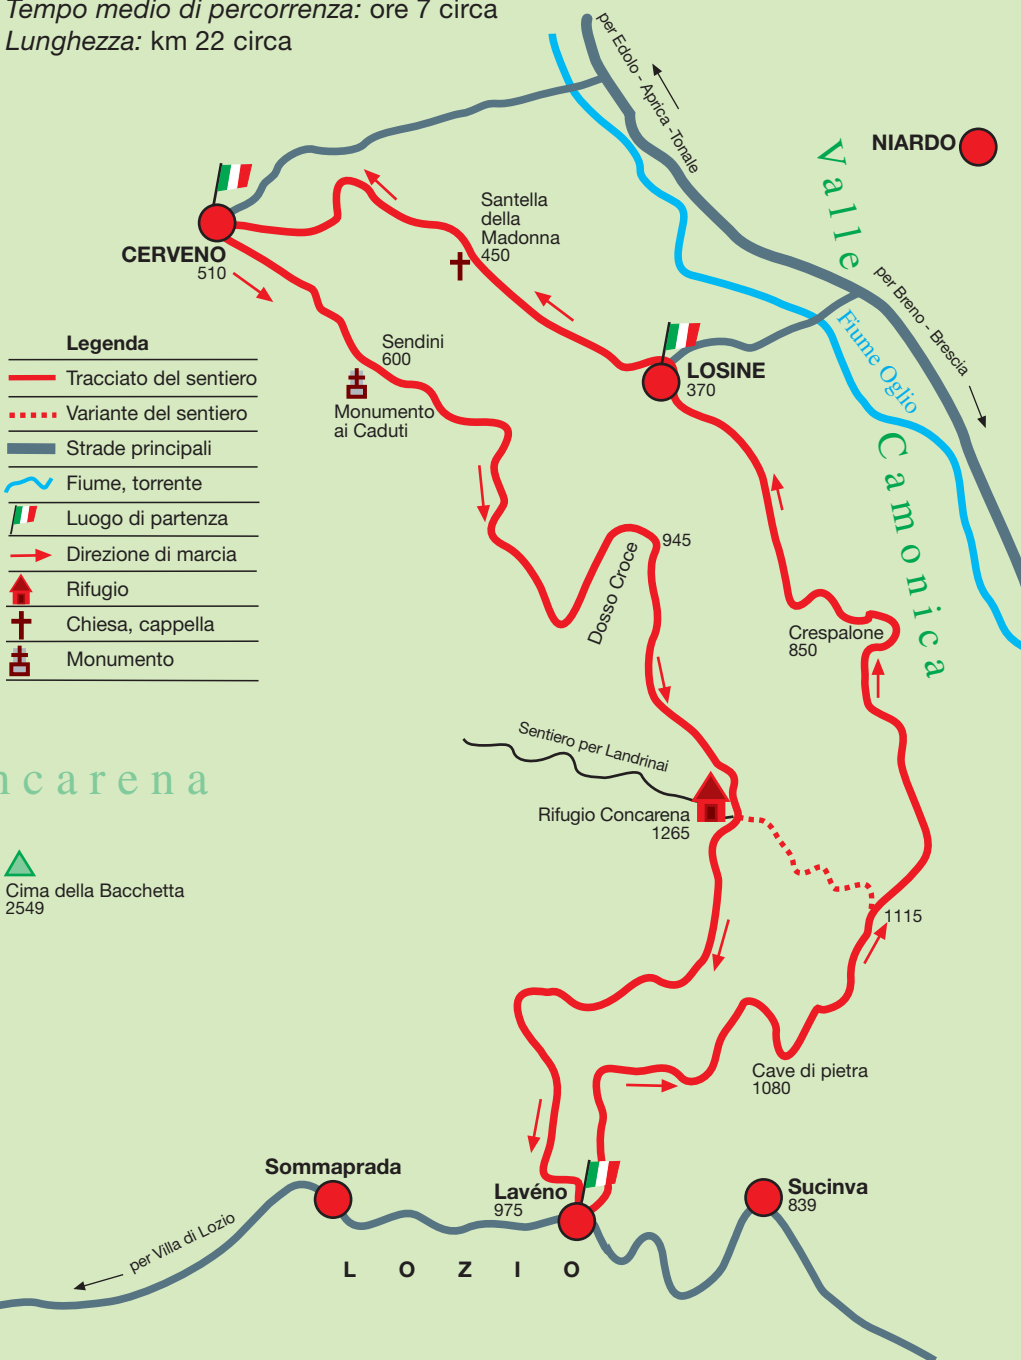 Tempo medio di percorrenza: ore 7 circa
Lunghezza: km 22 circa
per Edolo - Aprica -Tonale
NIARDO
Valle
Camonica
Santella
della
Madonna
450
CERVENO
510
per Breno - Brescia
Fiume Oglio
Sendini
600
Monumento
ai Caduti
LOSINE
370
Legenda
Tracciato del sentiero
Variante del sentiero
Strade principali
Fiume, torrente
Luogo di partenza
Direzione di marcia
Rifugio
Chiesa, cappella
Monumento
945
Dosso Croce
Crespalone
850
Sentiero per Landrinai
ncarena
Rifugio Concarena
1265
Cima della Bacchetta
2549
1115
Cave di pietra
1080
Sommaprada
Lavéno
975
Sucinva
839
per Villa di Lozio
LOZIO